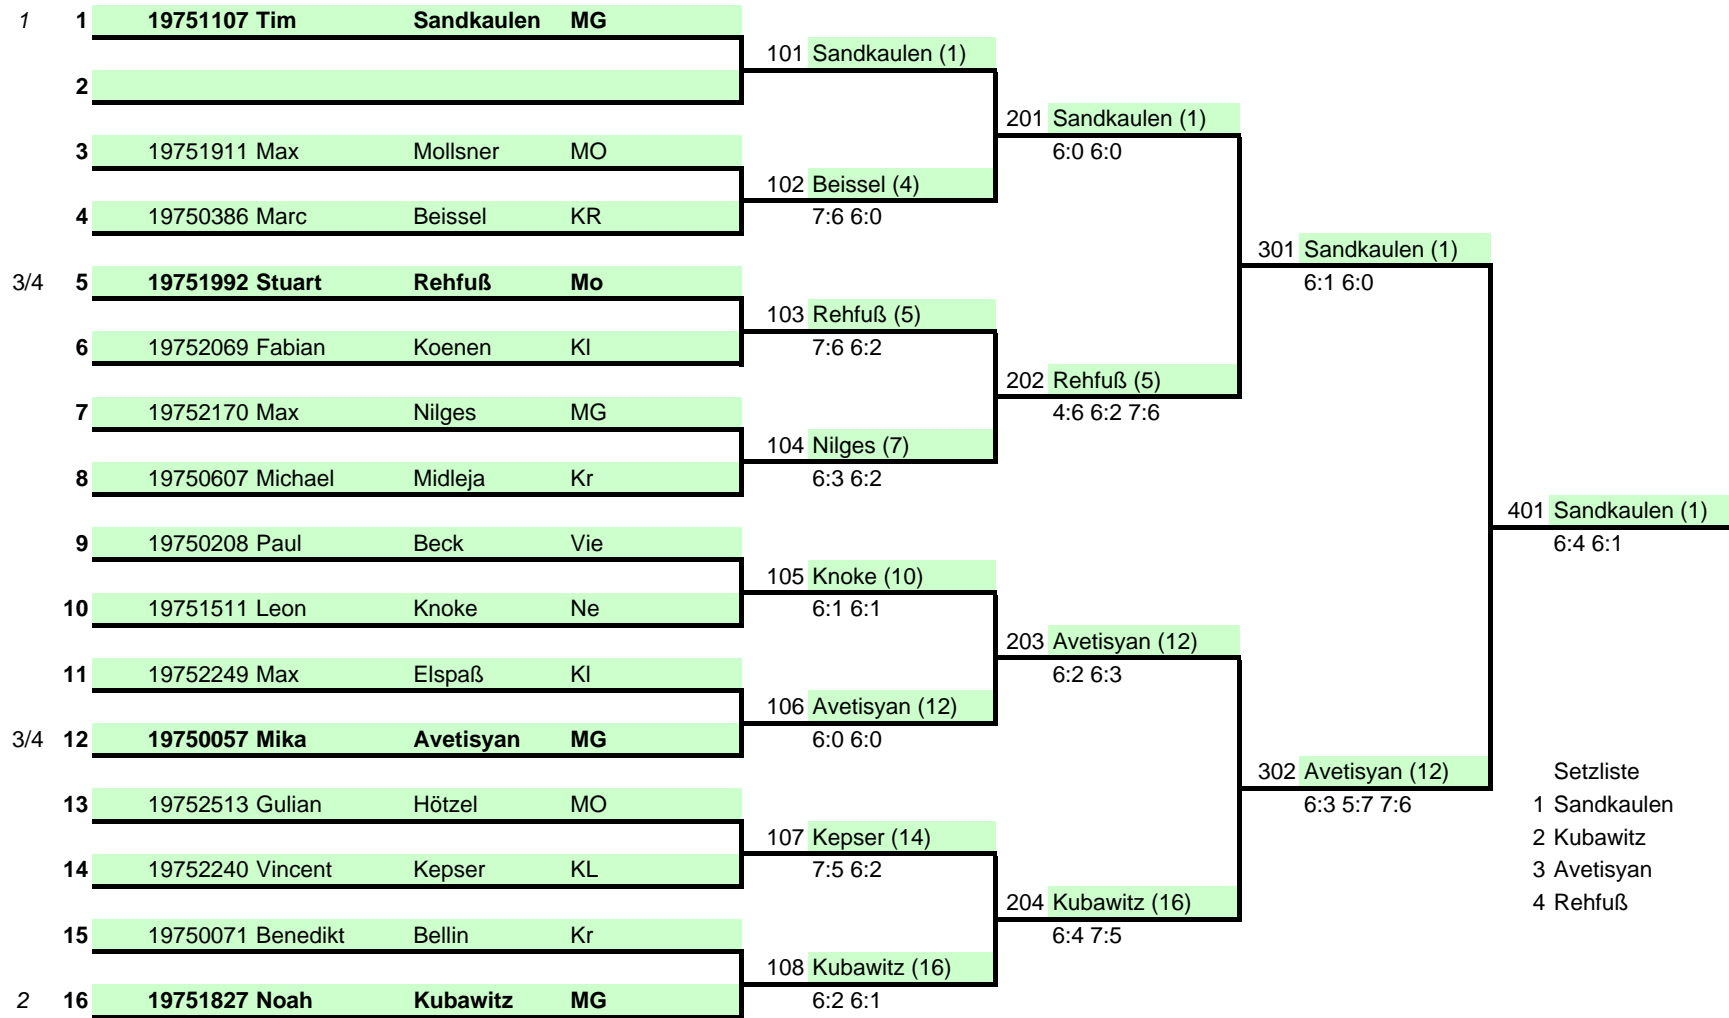 1 1 19751107 Tim Sandkaulen MG
101 Sandkaulen (1)
2
201 Sandkaulen (1)
3 19751911 Max Mollsner MO
6:0 6:0
102 Beissel (4)
4 19750386 Marc Beissel KR
7:6 6:0
301 Sandkaulen (1)
3/4 5 19751992 Stuart Rehfuß Mo
6:1 6:0
103 Rehfuß (5)
6 19752069 Fabian Koenen Kl
7:6 6:2
202 Rehfuß (5)
7 19752170 Max Nilges MG
4:6 6:2 7:6
104 Nilges (7)
8 19750607 Michael Midleja Kr
6:3 6:2
401 Sandkaulen (1)
9 19750208 Paul Beck Vie
6:4 6:1
105 Knoke (10)
10 19751511 Leon Knoke Ne
6:1 6:1
203 Avetisyan (12)
11 19752249 Max Elspaß Kl
6:2 6:3
106 Avetisyan (12)
3/4 12 19750057 Mika Avetisyan MG
6:0 6:0
302 Avetisyan (12)
Setzliste
13 19752513 Gulian Hötzel MO
6:3 5:7 7:6
1 Sandkaulen
107 Kepser (14)
2 Kubawitz
14 19752240 Vincent Kepser KL
7:5 6:2
3 Avetisyan
204 Kubawitz (16)
4 Rehfuß
15 19750071 Benedikt Bellin Kr
6:4 7:5
108 Kubawitz (16)
2 16 19751827 Noah Kubawitz MG
6:2 6:1